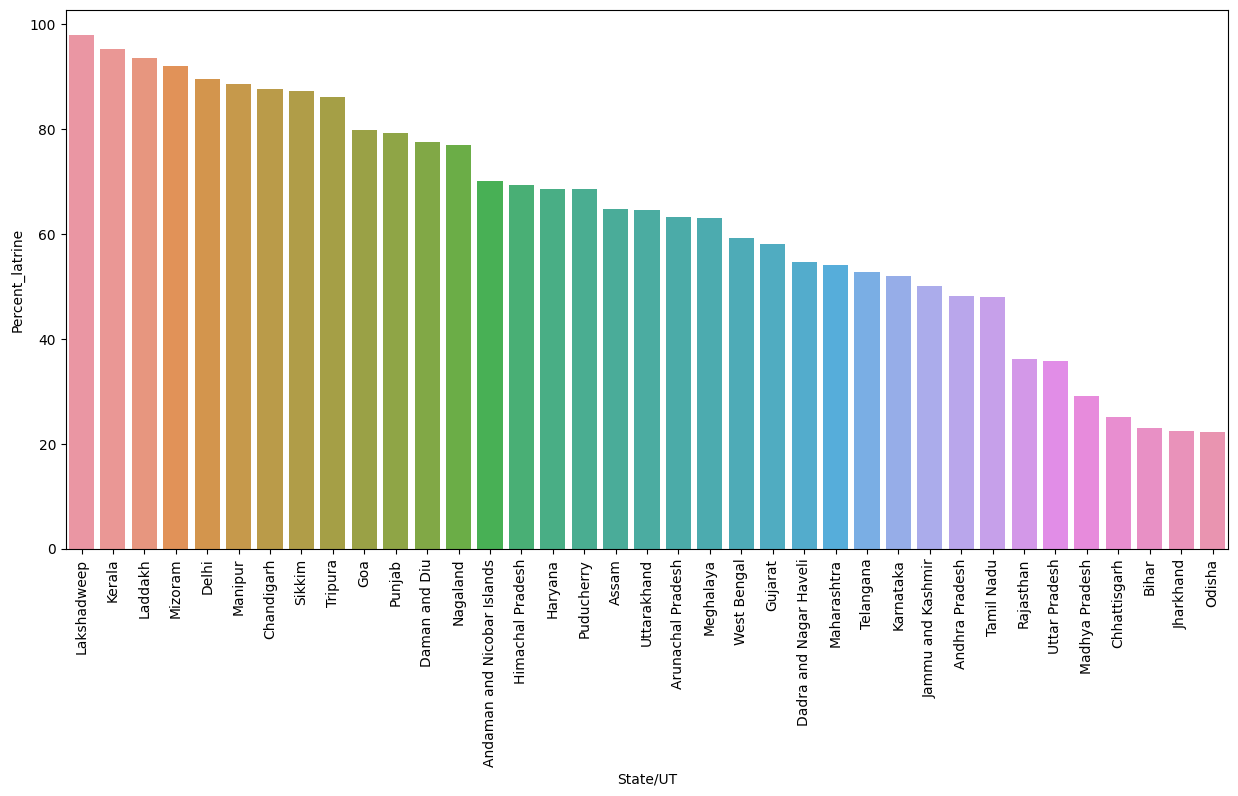 100
80
60
40
20
0
Percent_latrine
Lakshadweep
Kerala
Laddakh
Mizoram
Delhi
Manipur
Chandigarh
Sikkim
Tripura
Goa
Punjab
Daman and Diu
Nagaland
Andaman and Nicobar Islands
Himachal Pradesh
Haryana
Puducherry
Assam
Uttarakhand
Arunachal Pradesh
Meghalaya
West Bengal
Gujarat
Dadra and Nagar Haveli
Maharashtra
Telangana
Karnataka
Jammu and Kashmir
Andhra Pradesh
Tamil Nadu
Rajasthan
Uttar Pradesh
Madhya Pradesh
Chhattisgarh
Bihar
Jharkhand
Odisha
State/UT